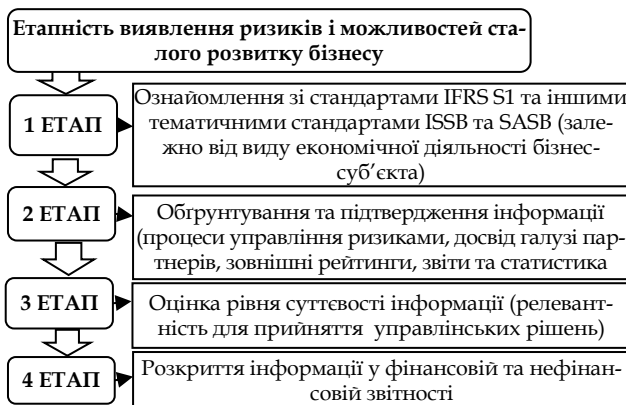 Етапність виявлення ризиків і можливостей ста-
лого розвитку бізнесу
1 ЕТАП
Ознайомлення зі стандартами IFRS S1 та іншими
тематичними стандартами ISSB та SASB (зале-
жно від виду економічної діяльності бізнес-
суб’єкта)
2 ЕТАП
Обґрунтування та підтвердження інформації
(процеси управління ризиками, досвід галузі пар-
тнерів, зовнішні рейтинги, звіти та статистика
3 ЕТАП
Оцінка рівня суттєвості інформації (релевант-
ність для прийняття управлінських рішень)
4 ЕТАП
Розкриття інформації у фінансовій та нефінан-
совій звітності